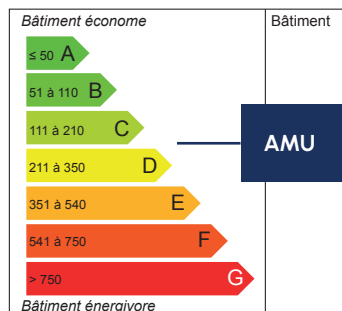 Bâtiment économe
Bâtiment
≤ 50 A
51 à 110 B
111 à 210 C
AMU
211 à 350 D
351 à 540 E
541 à 750 F
> 750 G
Bâtiment énergivore